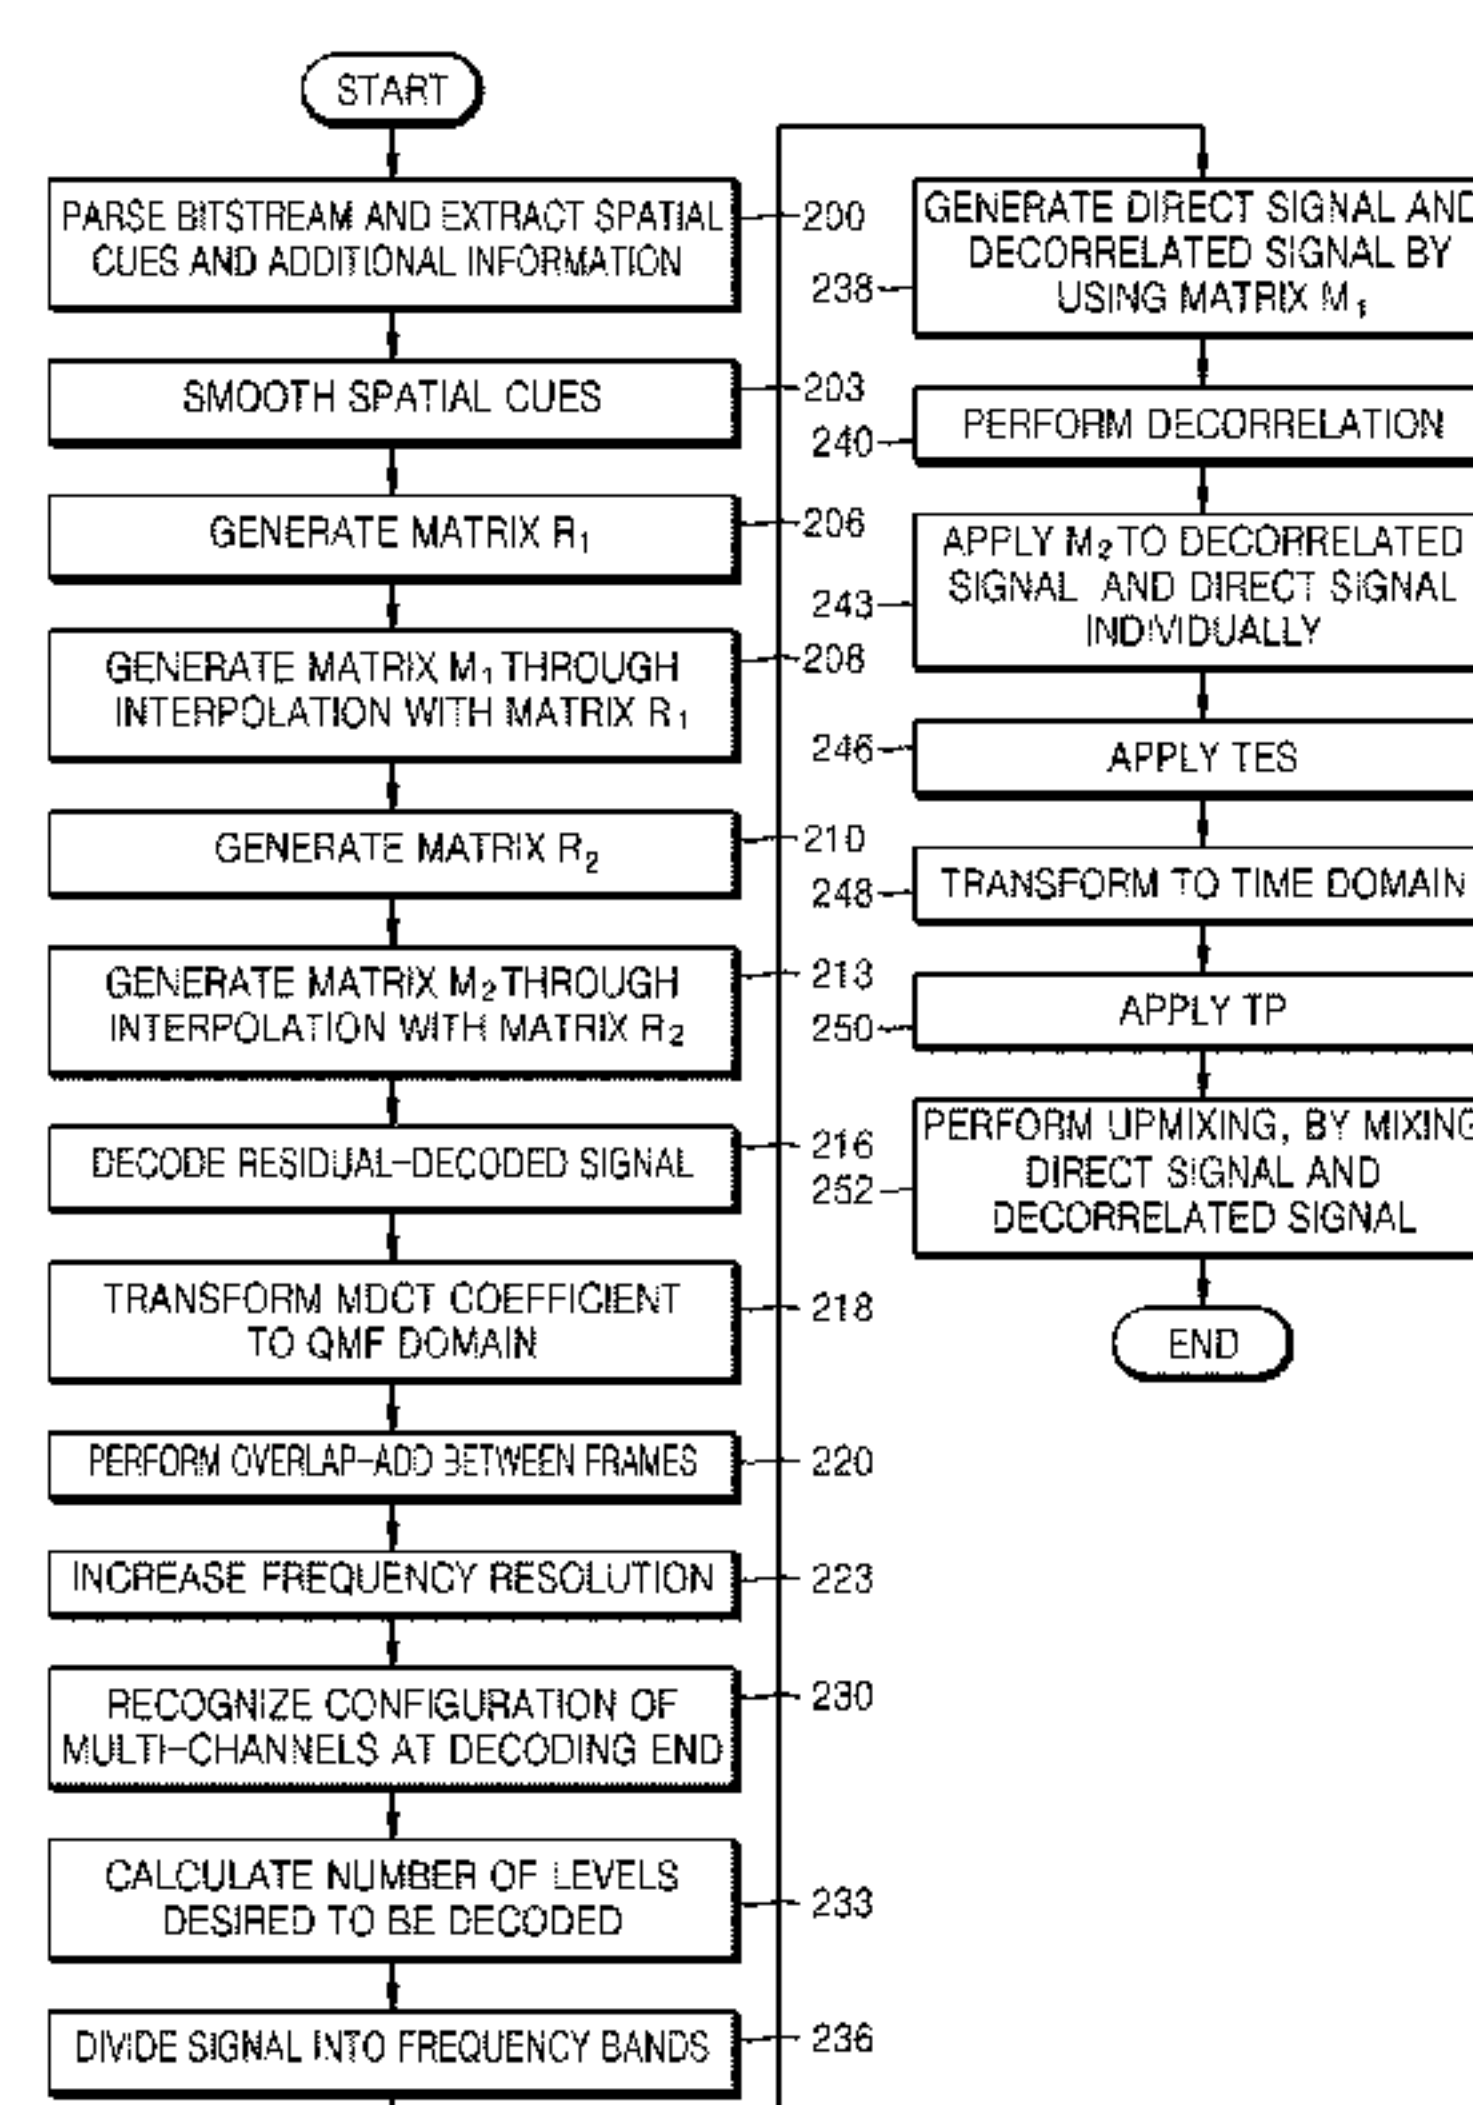 START
PARSE BITSTREAM AND EXTRACT SPATIAL
CUES AND ADDITIONAL INFORMATION
200
SMOOTH SPATIAL CUES
203
GENERATE MATRIX R1
206
GENERATE MATRIX M1 THROUGH
INTERPOLATION WITH MATRIX R1
208
GENERATE MATRIX R2
210
GENERATE MATRIX M2 THROUGH
INTERPOLATION WITH MATRIX R2
213
DECODE RESIDUAL-DECODED SIGNAL
216
TRANSFORM MDCT COEFFICIENT
TO QMF DOMAIN
218
PERFORM OVERLAP-ADD BETWEEN FRAMES
220
INCREASE FREQUENCY RESOLUTION
223
RECOGNIZE CONFIGURATION OF
MULTI-CHANNELS AT DECODING END
230
CALCULATE NUMBER OF LEVELS
DESIRED TO BE DECODED
233
DIVIDE SIGNAL INTO FREQUENCY BANDS
236
GENERATE DIRECT SIGNAL AND
DECORRELATED SIGNAL BY
USING MATRIX M1
238
PERFORM DECORRELATION
240
APPLY M2 TO DECORRELATED
SIGNAL AND DIRECT SIGNAL
INDIVIDUALLY
243
APPLY TES
246
TRANSFORM TO TIME DOMAIN
248
APPLY TP
250
PERFORM UPMIXING, BY MIXING
DIRECT SIGNAL AND
DECORRELATED SIGNAL
252
END